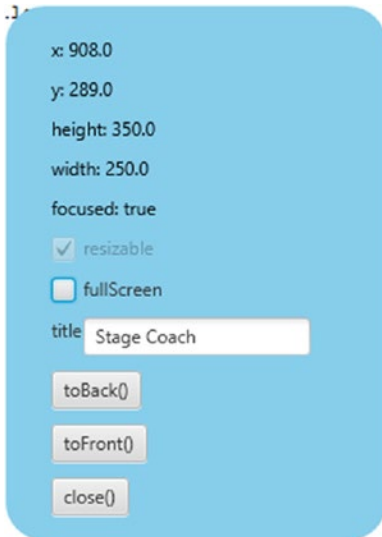 x: 908.0
y: 289.0
height: 350.0
width: 250.0
focused: true
resizable
fullScreen
title Stage Coach
toBack()
toFront()
close()